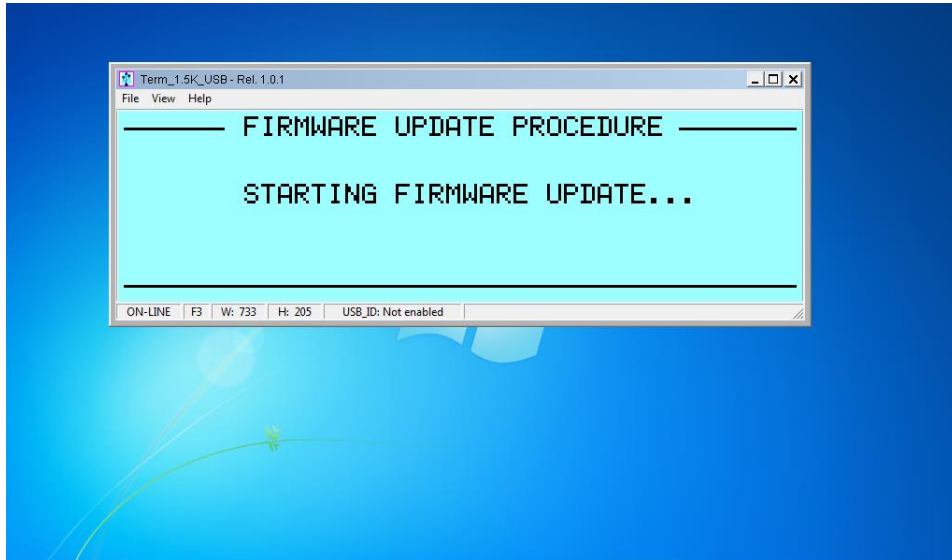 Term_1.5K_USB - Rel. 1.0.1
File View Help
FIRMWARE UPDATE PROCEDURE
STARTING FIRMWARE UPDATE...
ON-LINE F3 W: 733 H: 205 USB_ID: Not enabled